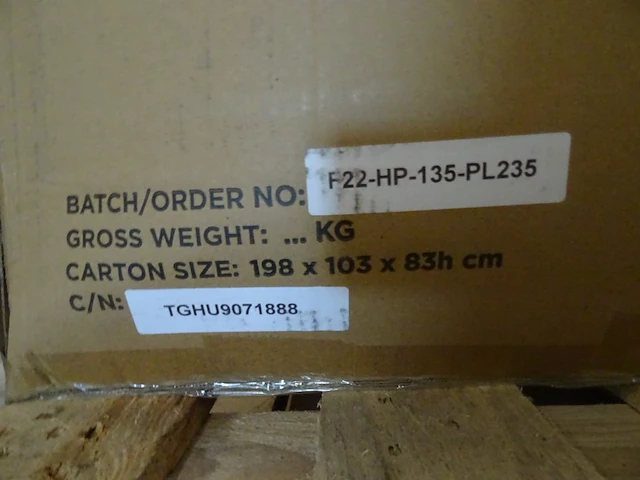 BATCH/ORDER NO: F22-HP-135-PL235
GROSS WEIGHT: ... KG
CARTON SIZE: 198 x 103 x 83h cm
C/N: TGHU9071888